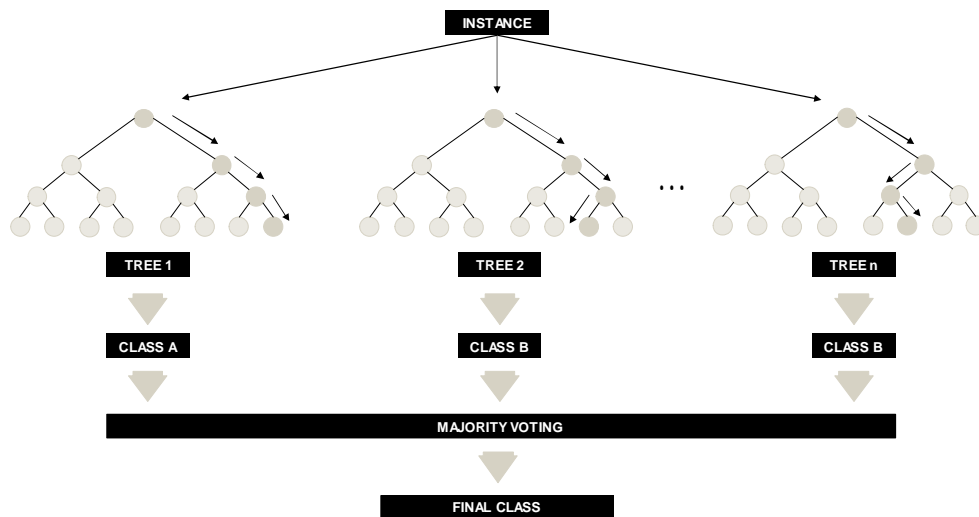 INSTANCE
...
TREE 1
TREE 2
TREE n
CLASS A
CLASS B
CLASS B
MAJORITY VOTING
FINAL CLASS